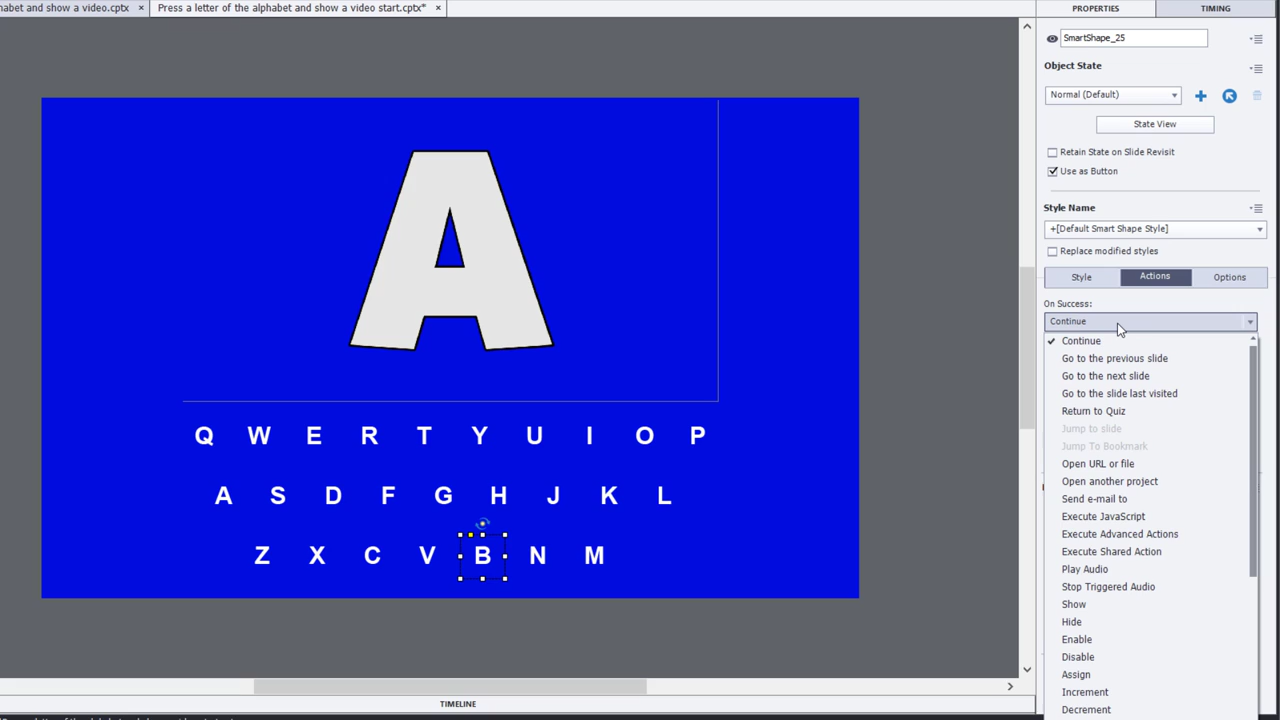 habet and show a video.cptx × Press a letter of the alphabet and show a video start.cptx* ×
PROPERTIES TIMING
SmartShape_25
Object State
Normal (Default)
State View
Retain State on Slide Revisit
Use as Button
Style Name
+[Default Smart Shape Style]
Replace modified styles
Style Actions Options
On Success:
Continue
Continue
Go to the previous slide
Go to the next slide
Go to the slide last visited
Return to Quiz
Jump to slide
Jump To Bookmark
Open URL or file
Open another project
Send e-mail to
Execute JavaScript
Execute Advanced Actions
Execute Shared Action
Play Audio
Stop Triggered Audio
Show
Hide
Enable
Disable
Assign
Increment
Decrement
A
Q W E R T Y U I O P
A S D F G H J K L
Z X C V B N M
TIMELINE